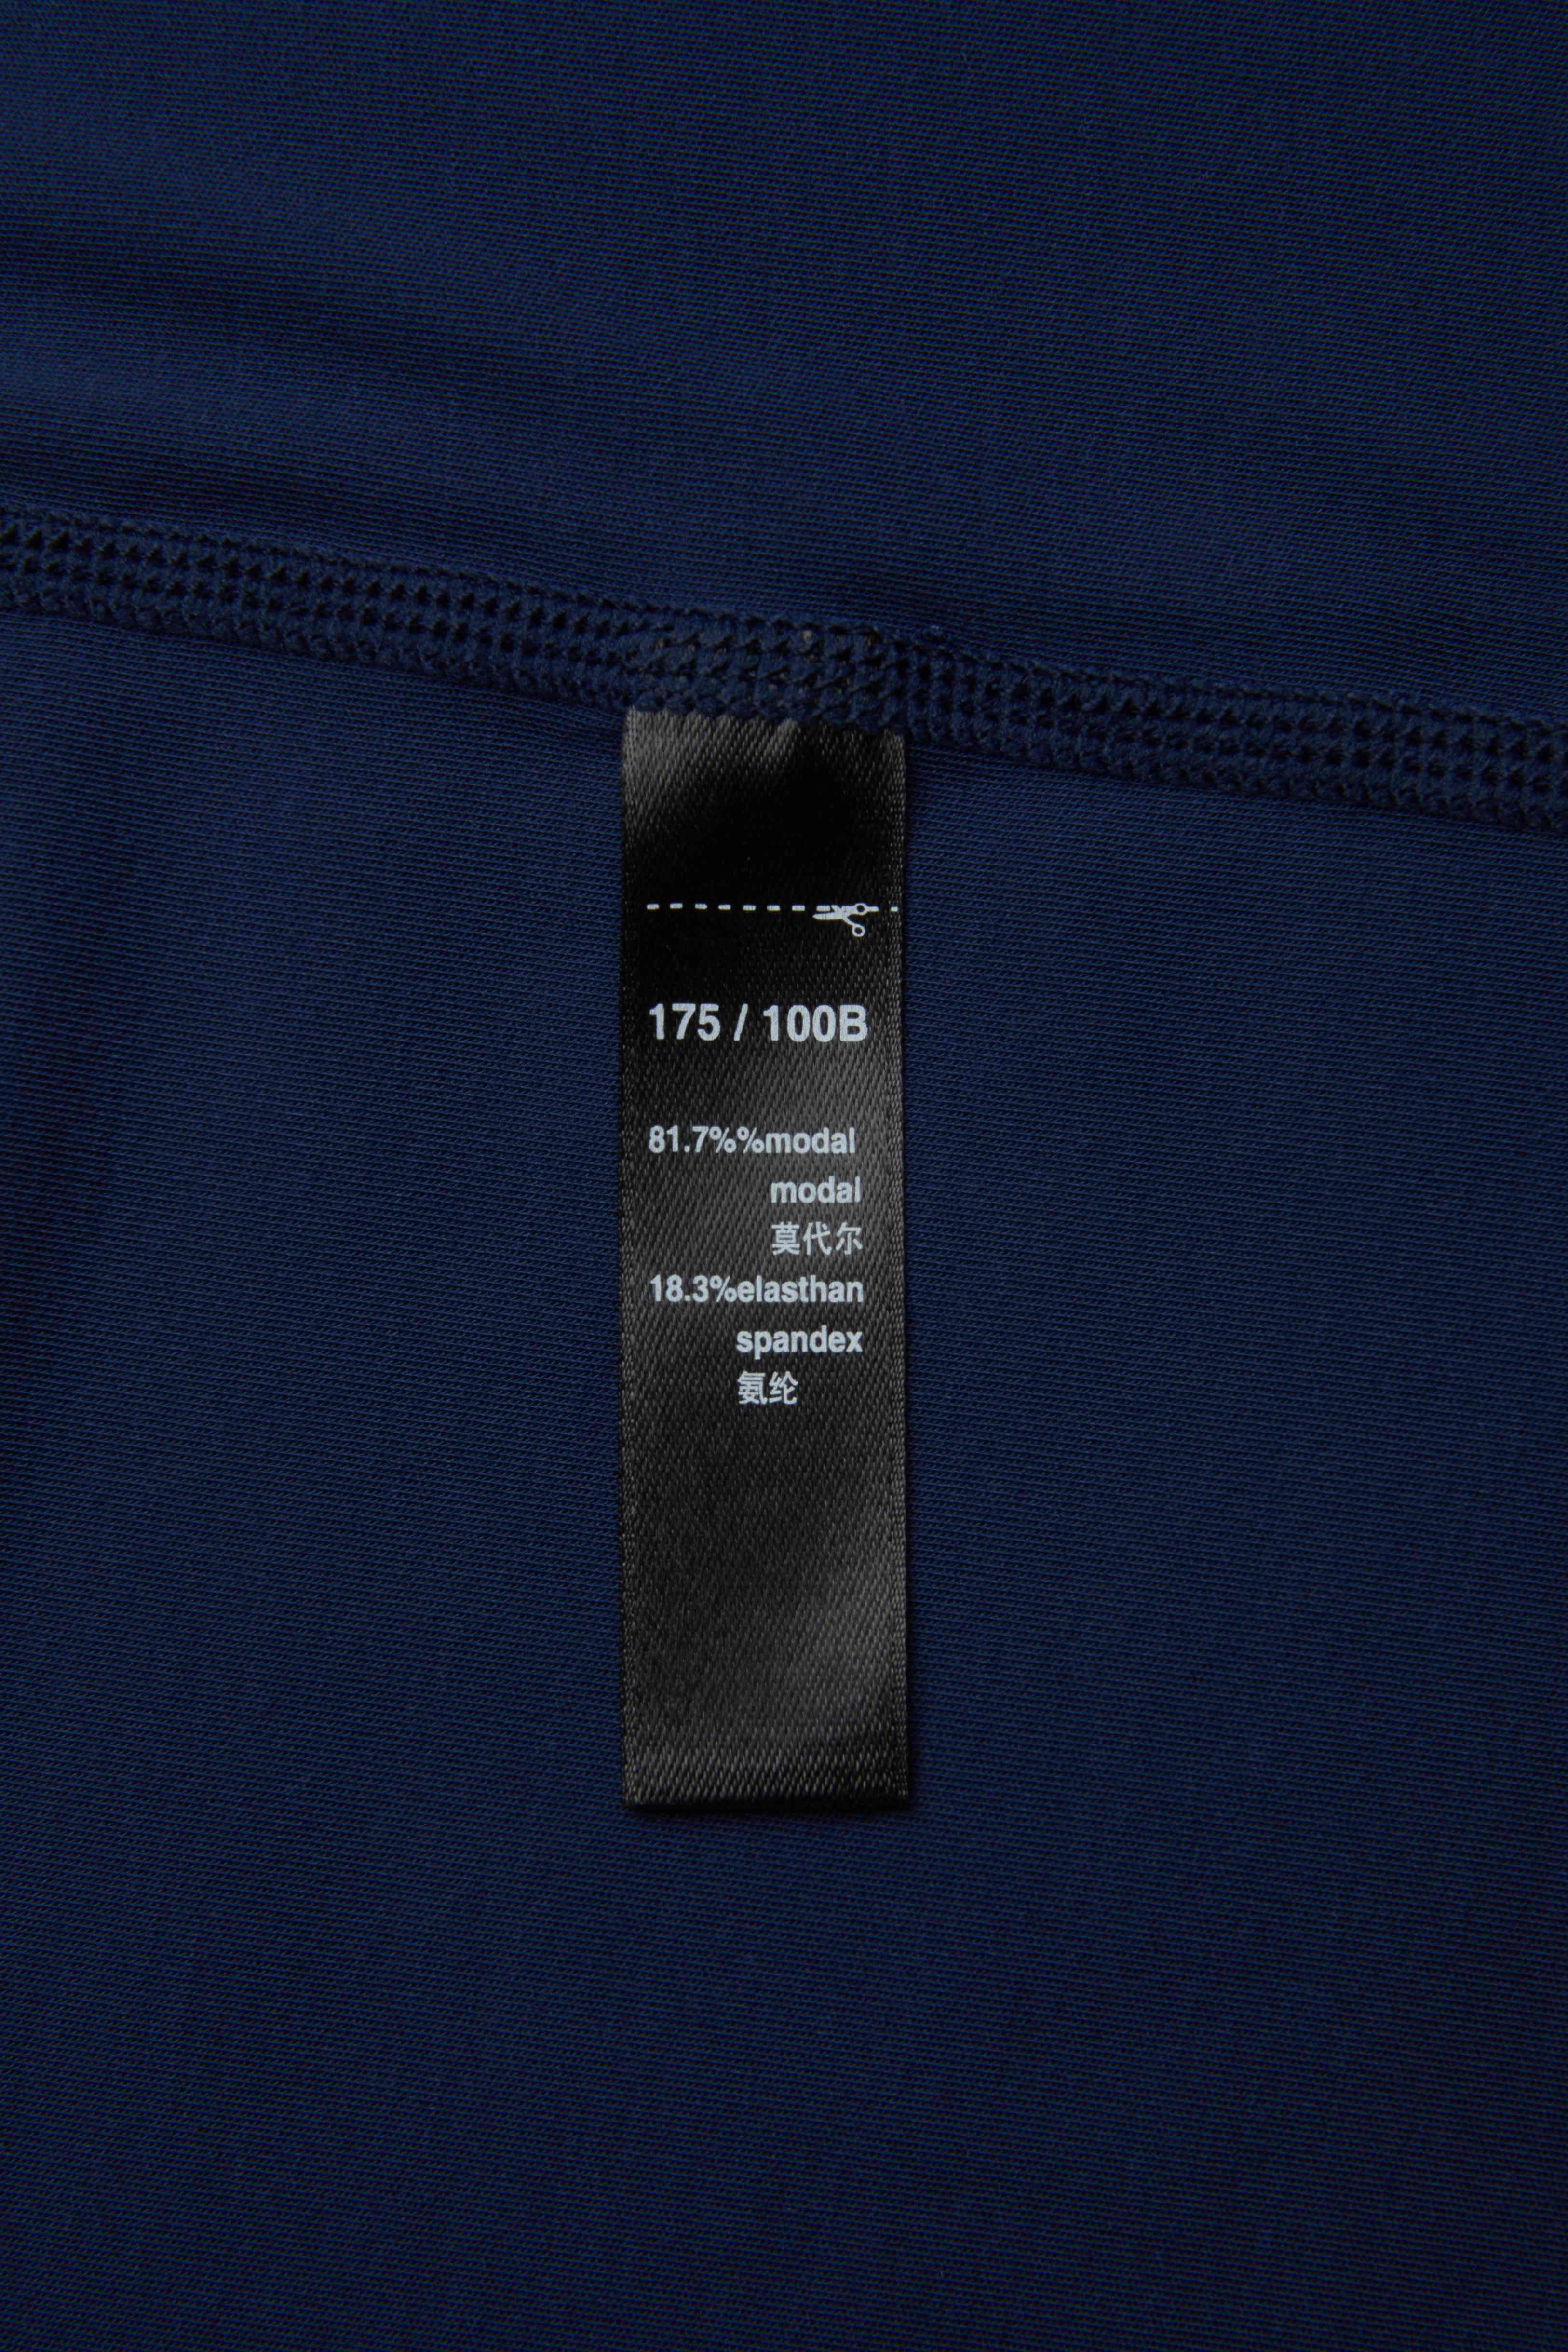 175 / 100B
81.7%%modal
modal
莫代尔
18.3%elasthan
spandex
氨纶